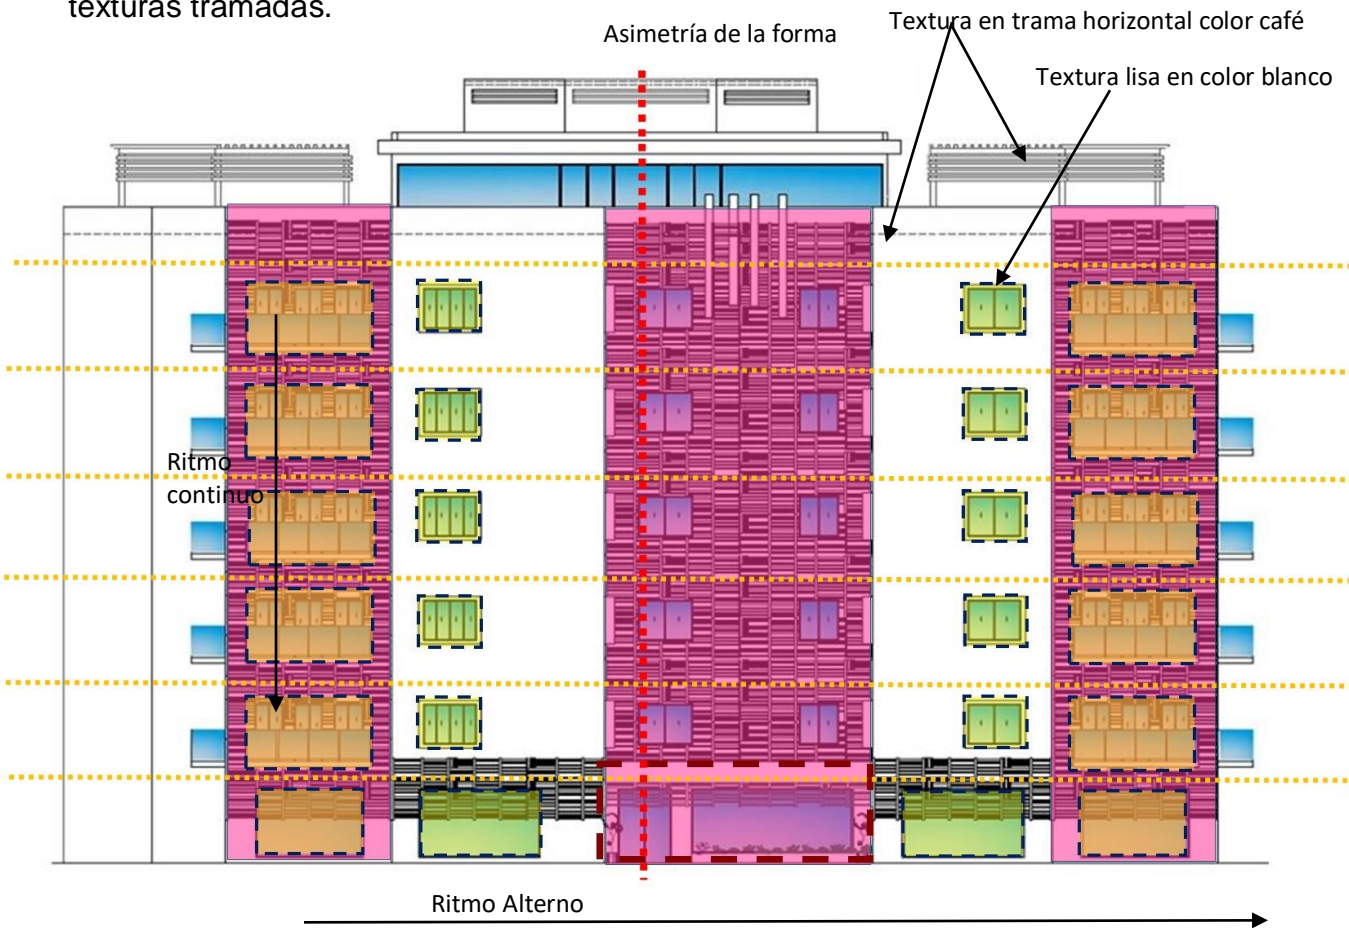 texturas tramadas.
Asimetría de la forma
Textura en trama horizontal color café
Textura lisa en color blanco
Ritmo
continuo
Ritmo Alterno